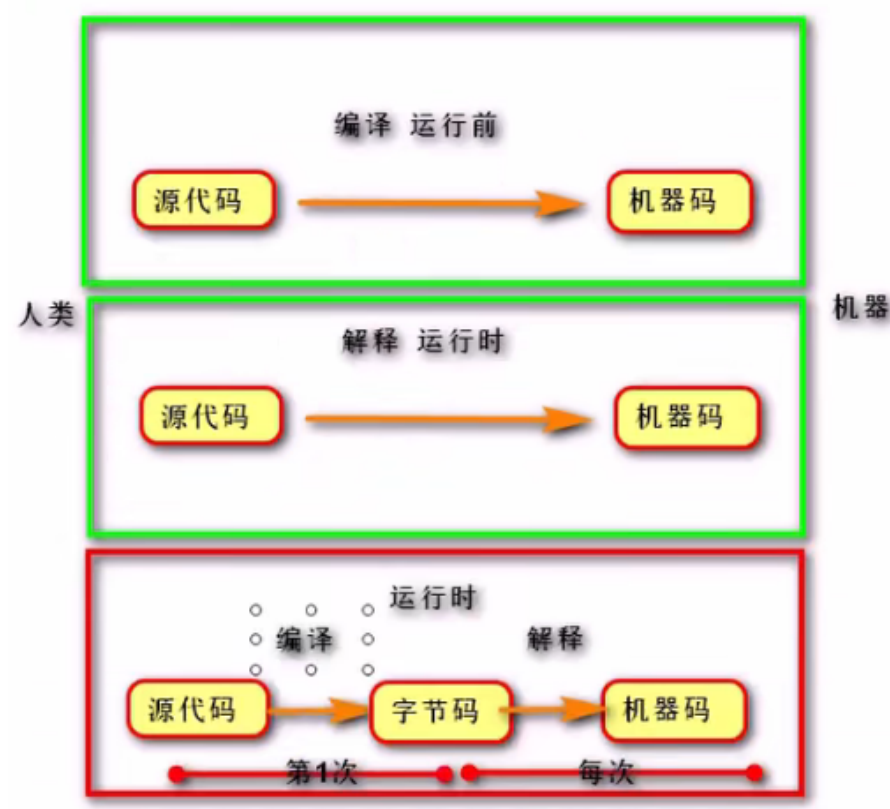 编译 运行前
源代码
机器码
人类
机器
解释 运行时
源代码
机器码
运行时
编译
解释
源代码
字节码
机器码
第1次
每次